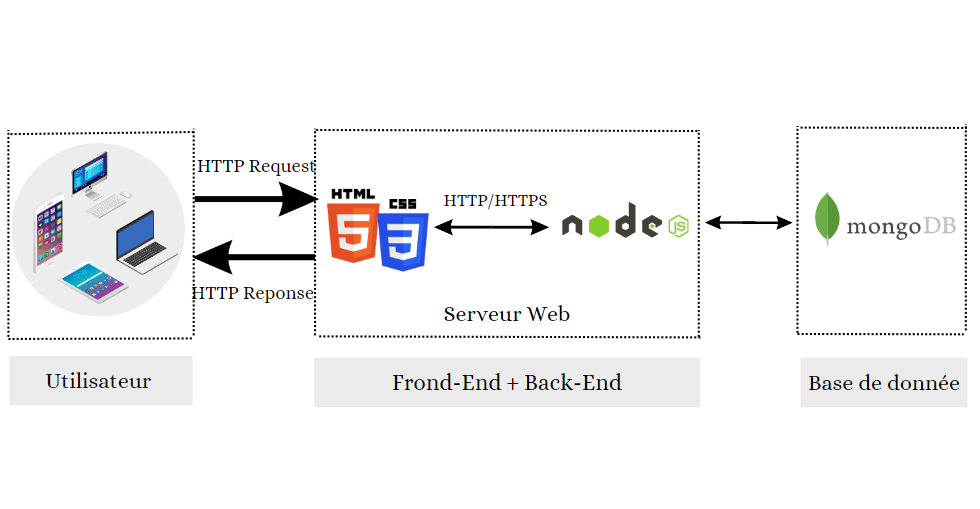 HTTP Request
HTTP Reponse
Utilisateur
HTML
5
CSS
3
HTTP/HTTPS
node
JS
Serveur Web
Frond-End + Back-End
mongoDB
Base de donnée